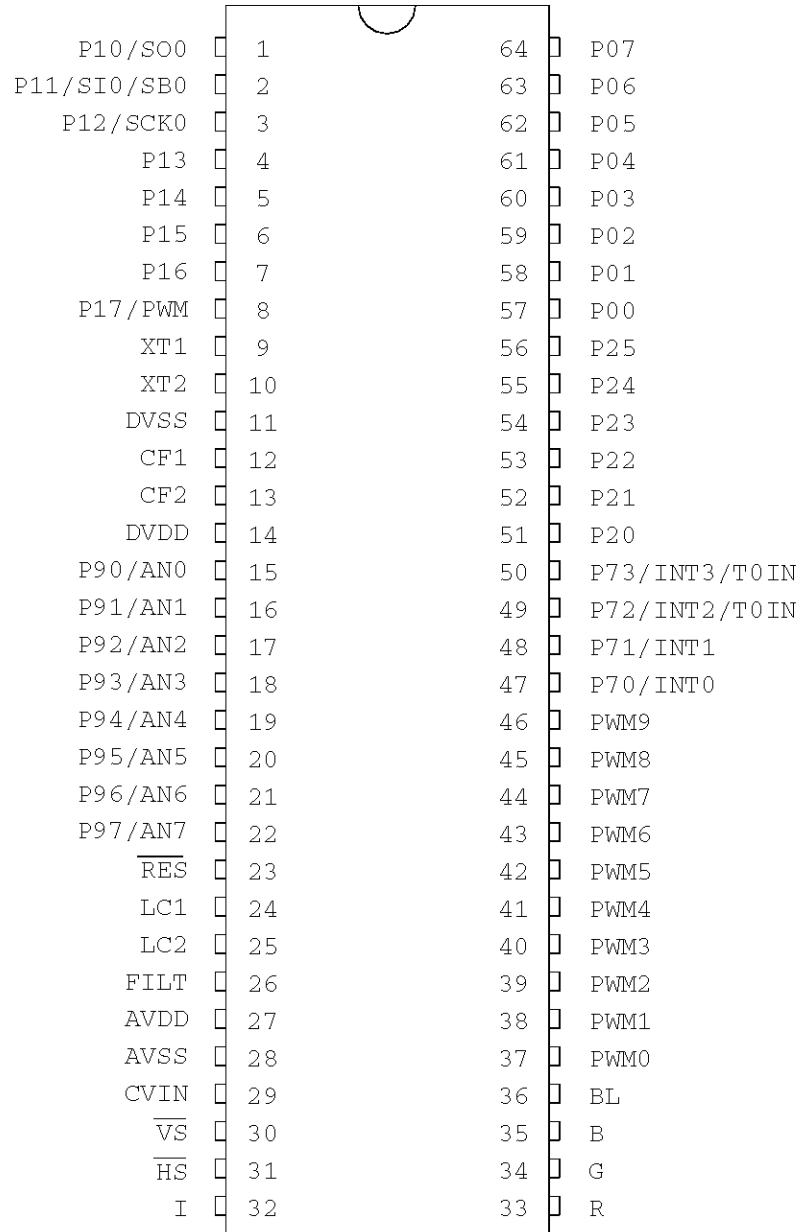 P10/SO0 1 64 P07
P11/SI0/SB0 2 63 P06
P12/SCK0 3 62 P05
P13 4 61 P04
P14 5 60 P03
P15 6 59 P02
P16 7 58 P01
P17/PWM 8 57 P00
XT1 9 56 P25
XT2 10 55 P24
DVSS 11 54 P23
CF1 12 53 P22
CF2 13 52 P21
DVDD 14 51 P20
P90/AN0 15 50 P73/INT3/T0IN
P91/AN1 16 49 P72/INT2/T0IN
P92/AN2 17 48 P71/INT1
P93/AN3 18 47 P70/INT0
P94/AN4 19 46 PWM9
P95/AN5 20 45 PWM8
P96/AN6 21 44 PWM7
P97/AN7 22 43 PWM6
RES 23 42 PWM5
LC1 24 41 PWM4
LC2 25 40 PWM3
FILT 26 39 PWM2
AVDD 27 38 PWM1
AVSS 28 37 PWM0
CVIN 29 36 BL
VS 30 35 B
HS 31 34 G
I 32 33 R